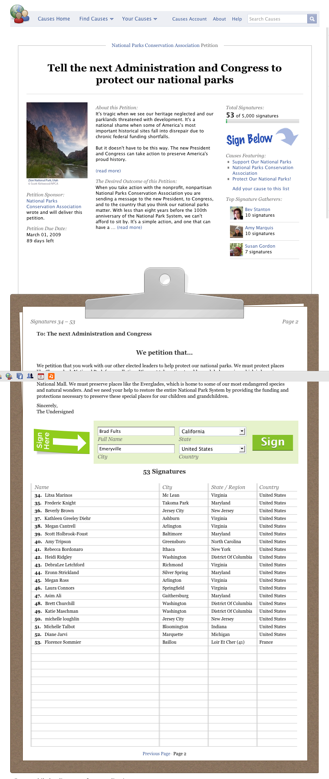 Causes Home Find Causes Your Causes Causes Account About Help Search Causes
National Parks Conservation Association Petition
Tell the next Administration and Congress to
protect our national parks
About this Petition:
It's tragic when we see our heritage neglected and our
parklands threatened with development. It's a
national shame when some of America's most
important historical sites fall into disrepair due to
chronic federal funding shortfalls.
But it doesn't have to be this way. The new President
and Congress can take action to preserve America's
proud history.
(read more)
The Desired Outcome of this Petition:
When you take action with the nonprofit, nonpartisan
National Parks Conservation Association you are
sending a message to the new President, to Congress,
and to the country that you think our national parks
matter. With less than eight years before the 100th
anniversary of the National Park System, we can't
afford to sit by. It's a simple action, and one that can
have a ... (read more)
Petition Sponsor:
National Parks
Conservation Association
wrote and will deliver this
petition.
Petition Due Date:
March 01, 2009
89 days left
Total Signatures:
53 of 5,000 signatures
Sign Below
Causes Featuring:
Support Our National Parks
National Parks Conservation
Association
Protect Our National Parks!
Add your cause to this list
Top Signature Gatherers:
Bev Stanton
10 signatures
Amy Marquis
10 signatures
Susan Gordon
7 signatures
Signatures 34 – 53 Page 2
To: The next Administration and Congress
We petition that...
We petition that you work with our other elected leaders to help protect our national parks. We must protect places
National Mall. We must preserve places like the Everglades, which is home to some of our most endangered species
and natural wonders. And we need your help to restore the entire National Park System by providing the funding and
protections necessary to preserve these special places for our children and grandchildren.
Sincerely,
The Undersigned
Sign Here
Brad Fults California
Full Name State
Emeryville United States
City Country
Sign
53 Signatures
Name City State / Region Country
34. Litsa Marinos Mc Lean Virginia United States
35. Frederic Knight Takoma Park Maryland United States
36. Beverly Brown Jersey City New Jersey United States
37. Kathleen Greeley Diehr Ashburn Virginia United States
38. Megan Cantrell Arlington Virginia United States
39. Scott Holbrook-Foust Baltimore Maryland United States
40. Amy Tripson Greensboro North Carolina United States
41. Rebecca Bordonaro Ithaca New York United States
42. Heidi Ridgley Washington District Of Columbia United States
43. DebraLee Letchford Richmond Virginia United States
44. Evonn Strickland Silver Spring Maryland United States
45. Megan Ross Arlington Virginia United States
46. Laura Connors Springfield Virginia United States
47. Anim Ali Gaithersburg Maryland United States
48. Brett Churchill Washington District Of Columbia United States
49. Katie Maschman Washington District Of Columbia United States
50. michelle loughlin Jersey City New Jersey United States
51. Michelle Talbot Bloomington Indiana United States
52. Diane Jarvi Marquette Michigan United States
53. Florence Sommier Baillou Loir Et Cher (41) France
Previous Page Page 2